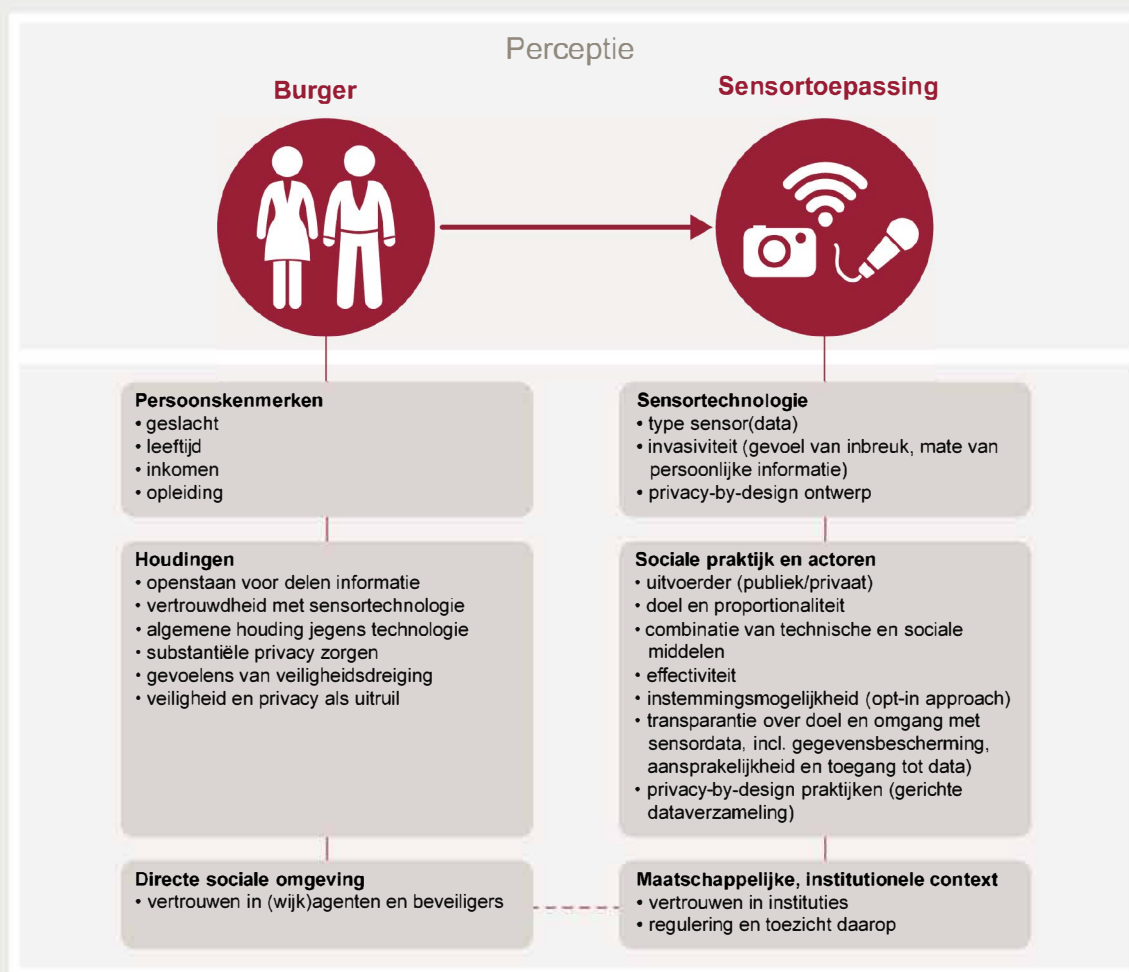 Perceptie
Burger
Sensortoepassing
Persoonskenmerken
• geslacht
• leeftijd
• inkomen
• opleiding
Sensortechnologie
• type sensor(data)
• invasiviteit (gevoel van inbreuk, mate van
persoonlijke informatie)
• privacy-by-design ontwerp
Houdingen
• openstaan voor delen informatie
• vertrouwdheid met sensortechnologie
• algemene houding jegens technologie
• substantiële privacy zorgen
• gevoelens van veiligheidsdreiging
• veiligheid en privacy als uitruil
Sociale praktijk en actoren
• uitvoerder (publiek/privaat)
• doel en proportionaliteit
• combinatie van technische en sociale
middelen
• effectiviteit
• instemmingsmogelijkheid (opt-in approach)
• transparantie over doel en omgang met
sensordata, incl. gegevensbescherming,
aansprakelijkheid en toegang tot data)
• privacy-by-design praktijken (gerichte
dataverzameling)
Directe sociale omgeving
• vertrouwen in (wijk)agenten en beveiligers
Maatschappelijke, institutionele context
• vertrouwen in instituties
• regulering en toezicht daarop